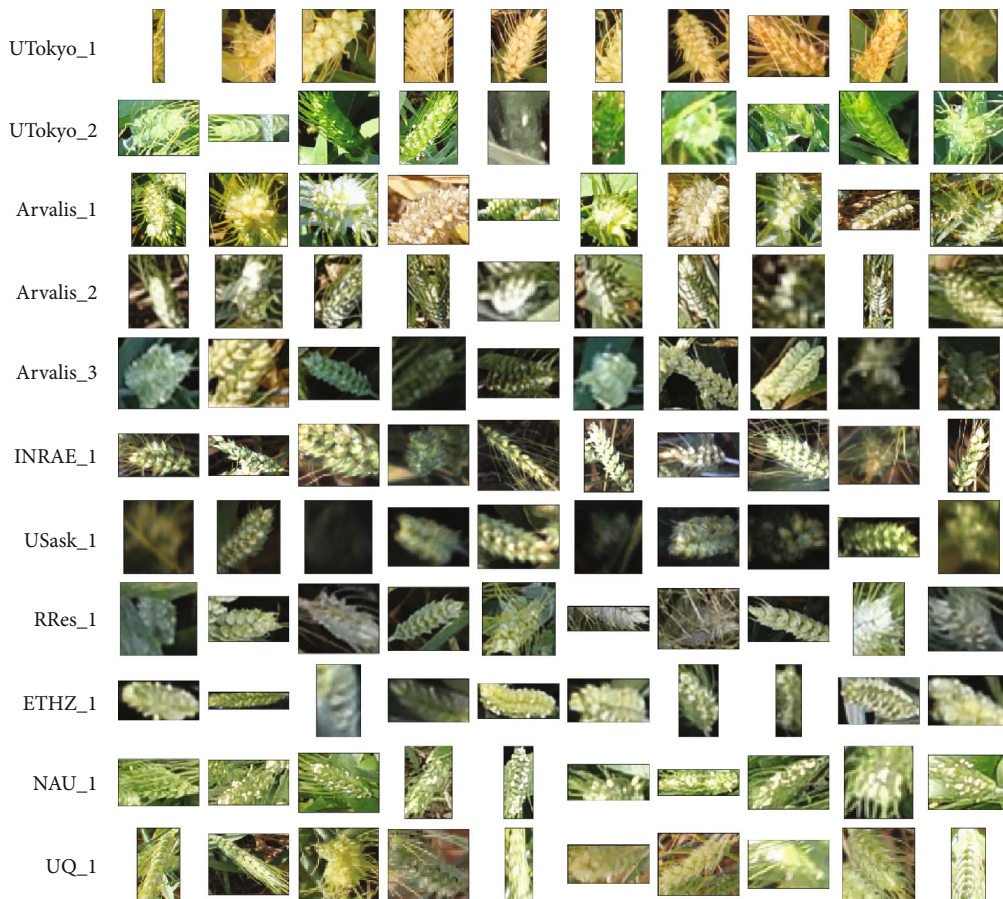 UTokyo_1
UTokyo_2
Arvalis_1
Arvalis_2
Arvalis_3
INRAE_1
USask_1
RRes_1
ETHZ_1
NAU_1
UQ_1